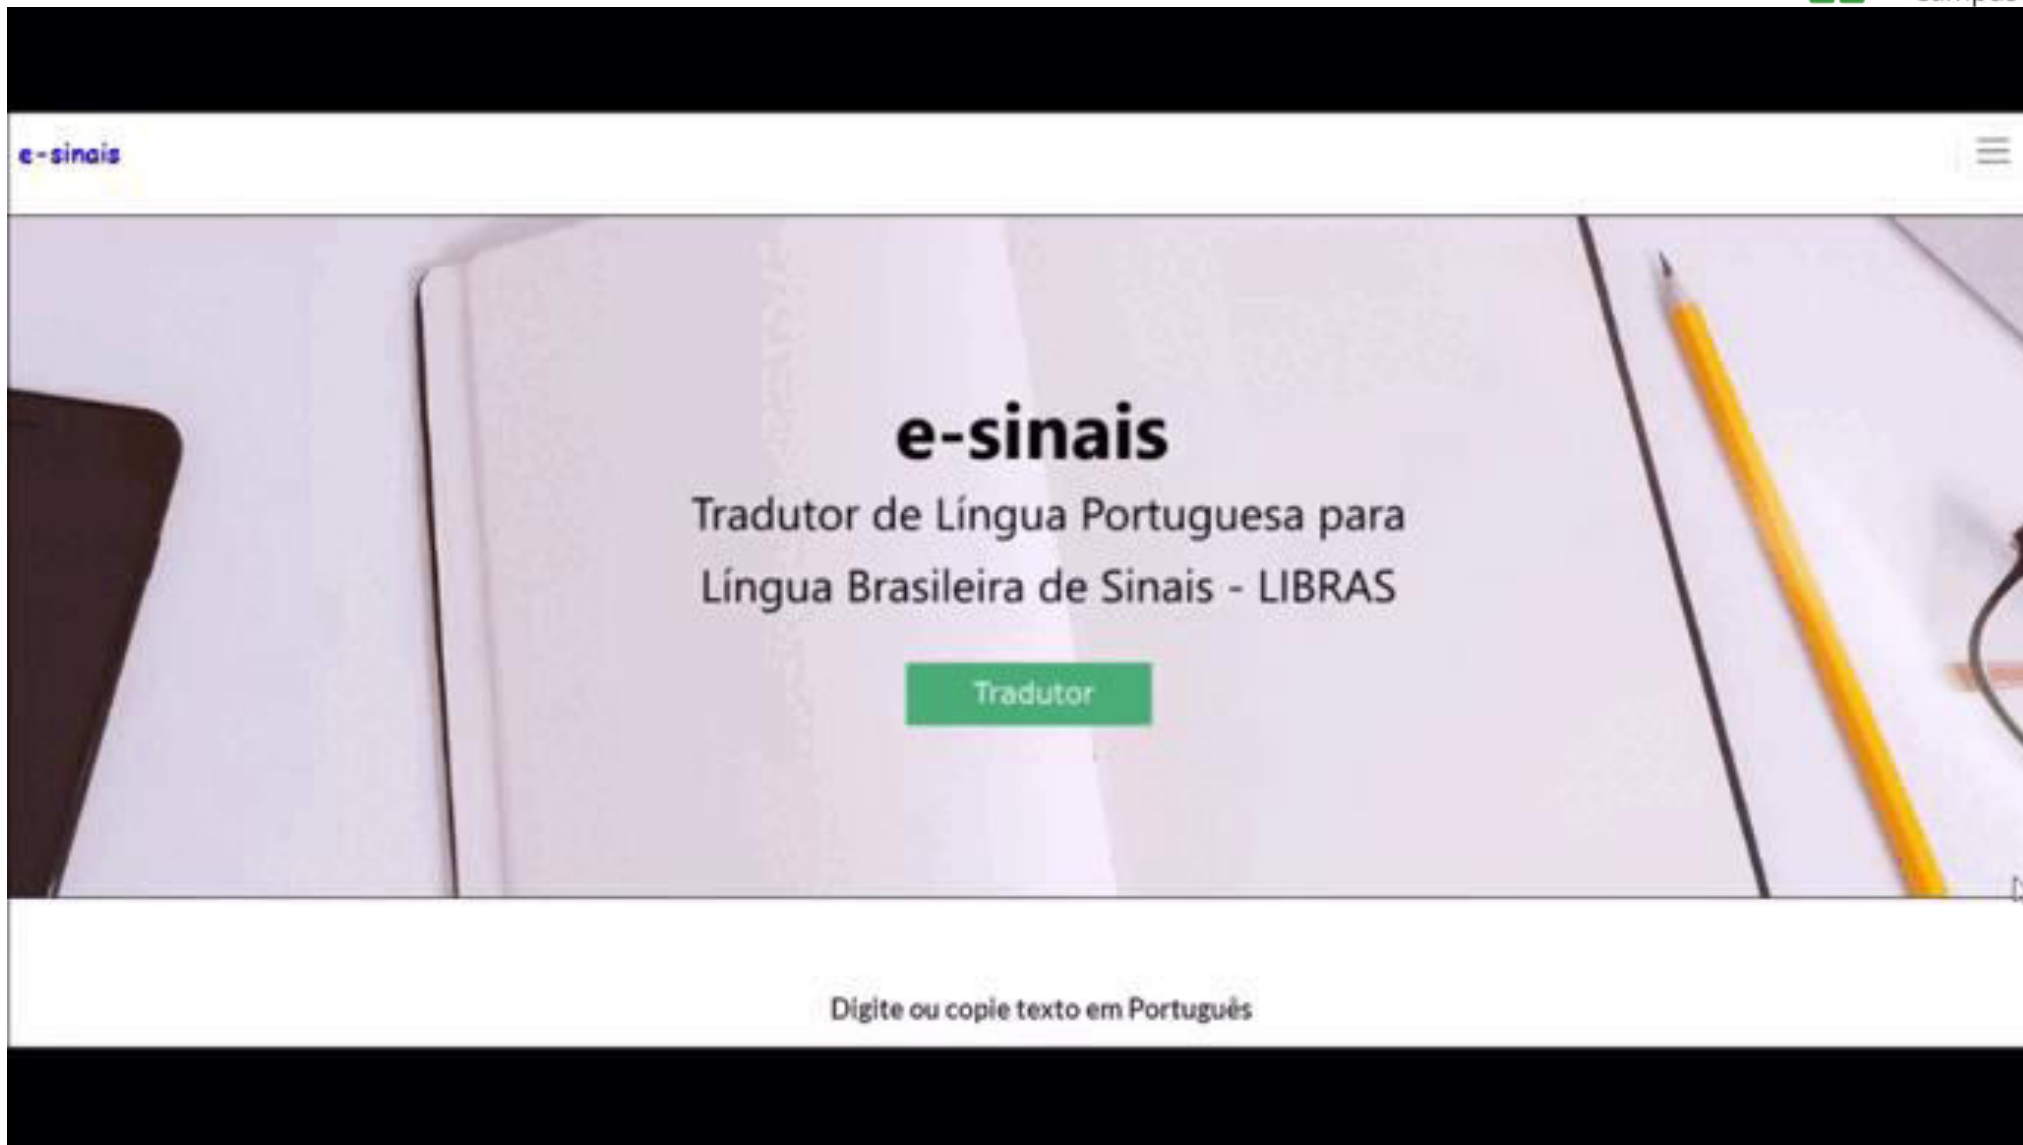 e-sinais
e-sinais
Tradutor de Língua Portuguesa para
Língua Brasileira de Sinais - LIBRAS
Tradutor
Digite ou copie texto em Português